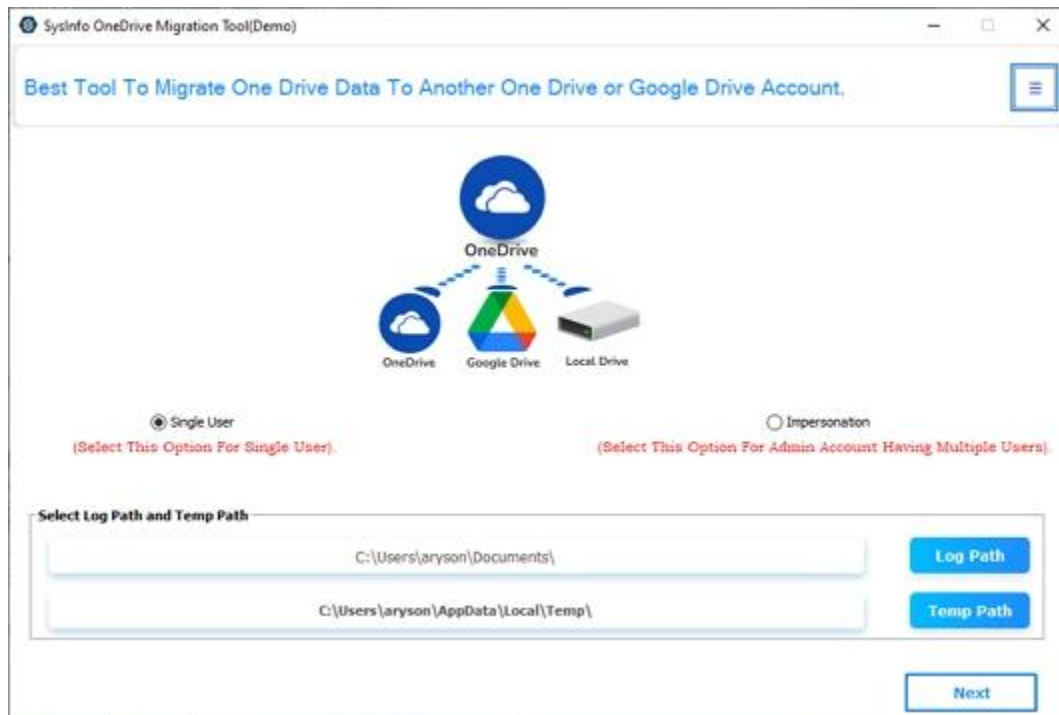 SysInfo OneDrive Migration Tool(Demo)
Best Tool To Migrate One Drive Data To Another One Drive or Google Drive Account.
OneDrive
OneDrive Google Drive Local Drive
Single User Impersonation
(Select This Option For Single User). (Select This Option For Admin Account Having Multiple Users).
Select Log Path and Temp Path
C:\Users\aryson\Documents\ Log Path
C:\Users\aryson\AppData\Local\Temp\ Temp Path
Next